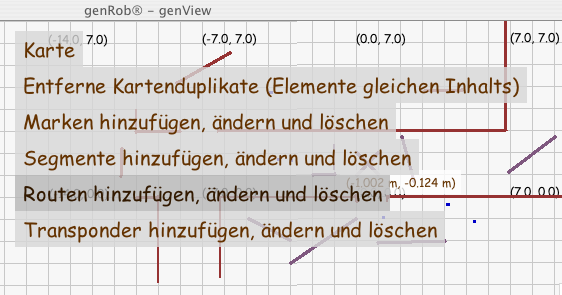 genRob® – genView
(-14.0, 7.0) (-7.0, 7.0) (0.0, 7.0) (7.0, 7.0)
Karte
Entferne Kartenduplikate (Elemente gleichen Inhalts)
Marken hinzufügen, ändern und löschen
Segmente hinzufügen, ändern und löschen
(-1.002 m, -0.124 m)
Routen hinzufügen, ändern und löschen
(7.0, 0.0)
Transponder hinzufügen, ändern und löschen